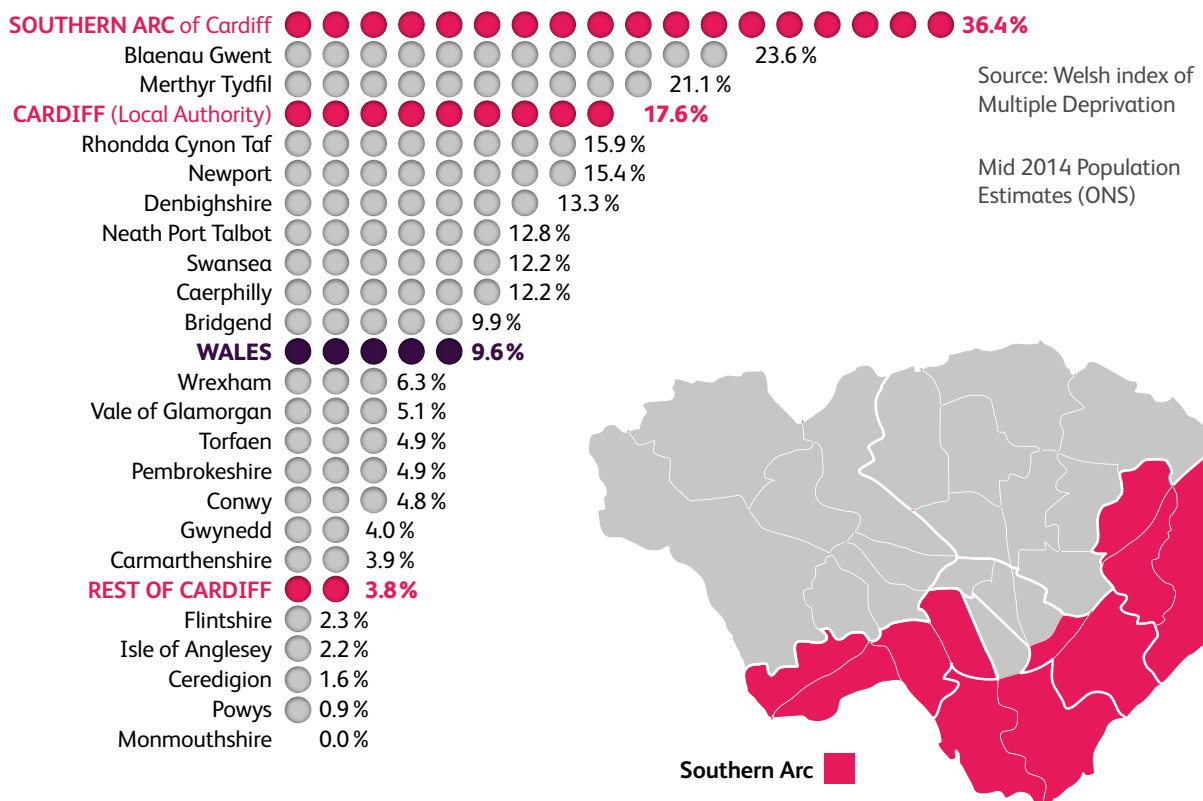 SOUTHERN ARC of Cardiff 36.4%
Blaenau Gwent 23.6%
Merthyr Tydfil 21.1%
CARDIFF (Local Authority) 17.6%
Rhondda Cynon Taf 15.9%
Newport 15.4%
Denbighshire 13.3%
Neath Port Talbot 12.8%
Swansea 12.2%
Caerphilly 12.2%
Bridgend 9.9%
WALES 9.6%
Wrexham 6.3%
Vale of Glamorgan 5.1%
Torfaen 4.9%
Pembrokeshire 4.9%
Conwy 4.8%
Gwynedd 4.0%
Carmarthenshire 3.9%
REST OF CARDIFF 3.8%
Flintshire 2.3%
Isle of Anglesey 2.2%
Ceredigion 1.6%
Powys 0.9%
Monmouthshire 0.0%
Source: Welsh index of
Multiple Deprivation
Mid 2014 Population
Estimates (ONS)
Southern Arc